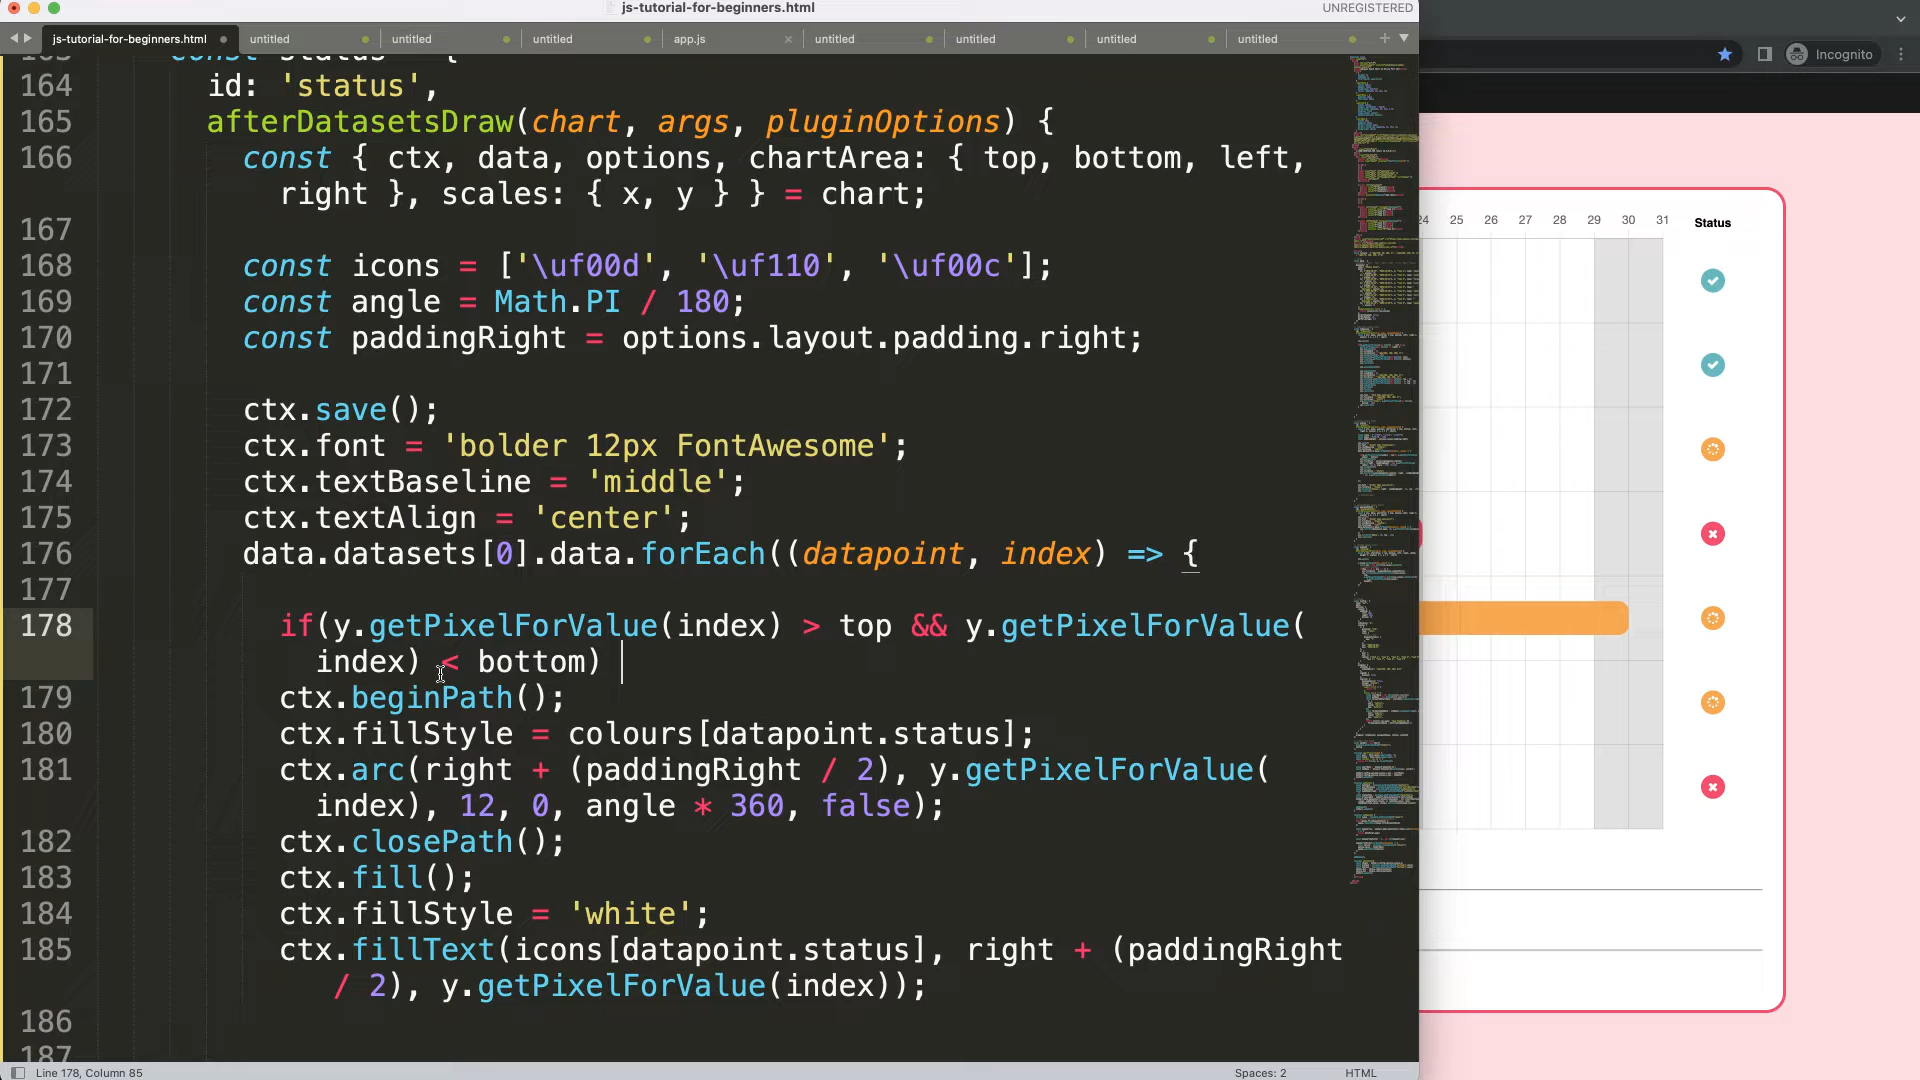 js-tutorial-for-beginners.html
UNREGISTERED
js-tutorial-for-beginners.html untitled untitled untitled app.js untitled untitled untitled untitled
Incognito
164 id: 'status',
165 afterDatasetsDraw(chart, args, pluginOptions) {
166 const { ctx, data, options, chartArea: { top, bottom, left,
right }, scales: { x, y } } = chart;
167
168 const icons = ['\uf00d', '\uf110', '\uf00c'];
169 const angle = Math.PI / 180;
170 const paddingRight = options.layout.padding.right;
171
172 ctx.save();
173 ctx.font = 'bolder 12px FontAwesome';
174 ctx.textBaseline = 'middle';
175 ctx.textAlign = 'center';
176 data.datasets[0].data.forEach((datapoint, index) => {
177
178 if(y.getPixelForValue(index) > top && y.getPixelForValue(
index) < bottom)
179 ctx.beginPath();
180 ctx.fillStyle = colours[datapoint.status];
181 ctx.arc(right + (paddingRight / 2), y.getPixelForValue(
index), 12, 0, angle * 360, false);
182 ctx.closePath();
183 ctx.fill();
184 ctx.fillStyle = 'white';
185 ctx.fillText(icons[datapoint.status], right + (paddingRight
/ 2), y.getPixelForValue(index));
186
187
24 25 26 27 28 29 30 31 Status
Line 178, Column 85
Spaces: 2
HTML